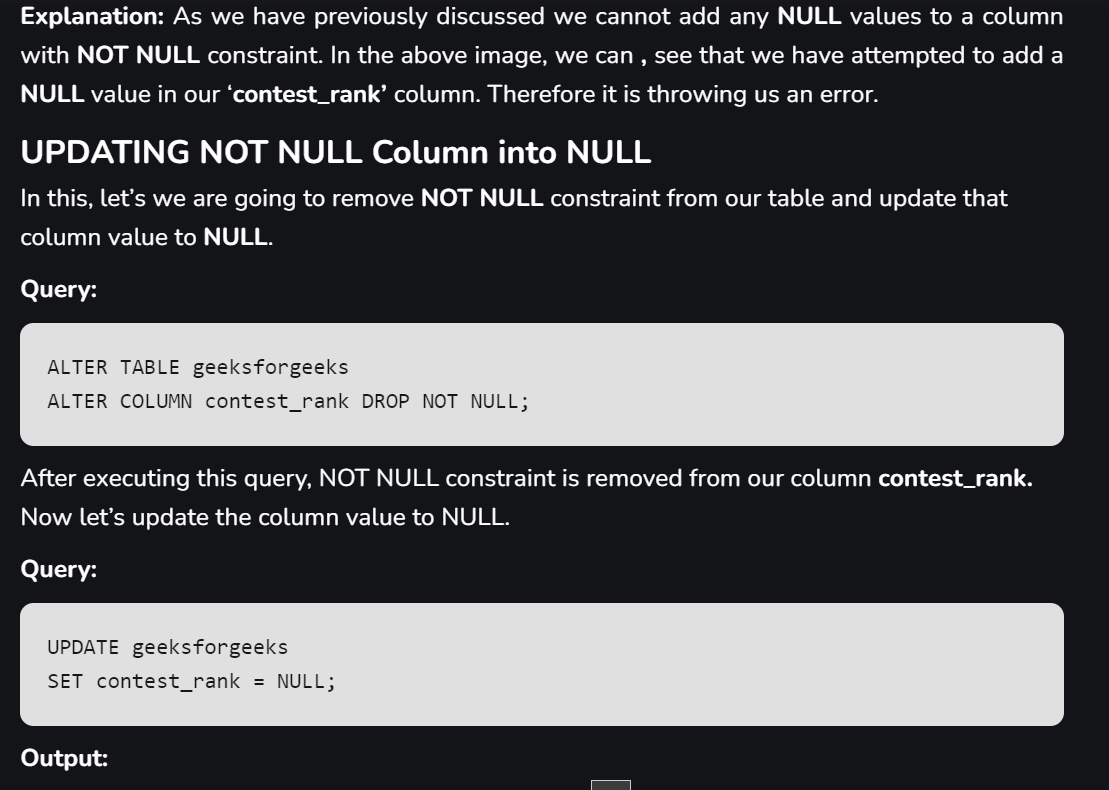 Explanation: As we have previously discussed we cannot add any NULL values to a column
with NOT NULL constraint. In the above image, we can , see that we have attempted to add a
NULL value in our ‘contest_rank’ column. Therefore it is throwing us an error.
UPDATING NOT NULL Column into NULL
In this, let’s we are going to remove NOT NULL constraint from our table and update that
column value to NULL.
Query:
ALTER TABLE geeksforgeeks
ALTER COLUMN contest_rank DROP NOT NULL;
After executing this query, NOT NULL constraint is removed from our column contest_rank.
Now let’s update the column value to NULL.
Query:
UPDATE geeksforgeeks
SET contest_rank = NULL;
Output: